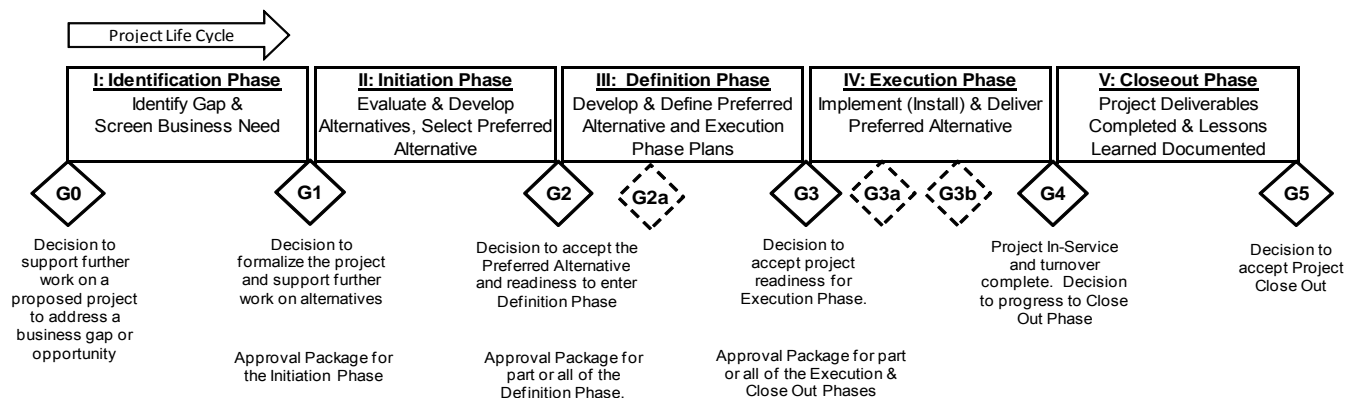 Project Life Cycle
I: Identification Phase
Identify Gap &
Screen Business Need
II: Initiation Phase
Evaluate & Develop
Alternatives, Select Preferred
Alternative
III: Definition Phase
Develop & Define Preferred
Alternative and Execution
Phase Plans
IV: Execution Phase
Implement (Install) & Deliver
Preferred Alternative
V: Closeout Phase
Project Deliverables
Completed & Lessons
Learned Documented
G0
G1
G2
G2a
G3
G3a
G3b
G4
G5
Decision to
support further
work on a
proposed project
to address a
business gap or
opportunity
Decision to
formalize the project
and support further
work on alternatives
Approval Package for
the Initiation Phase
Decision to accept the
Preferred Alternative
and readiness to enter
Definition Phase
Approval Package for
part or all of the
Definition Phase.
Decision to
accept project
readiness for
Execution Phase.
Approval Package for part
or all of the Execution &
Close Out Phases
Project In-Service
and turnover
complete. Decision
to progress to Close
Out Phase
Decision to
accept Project
Close Out